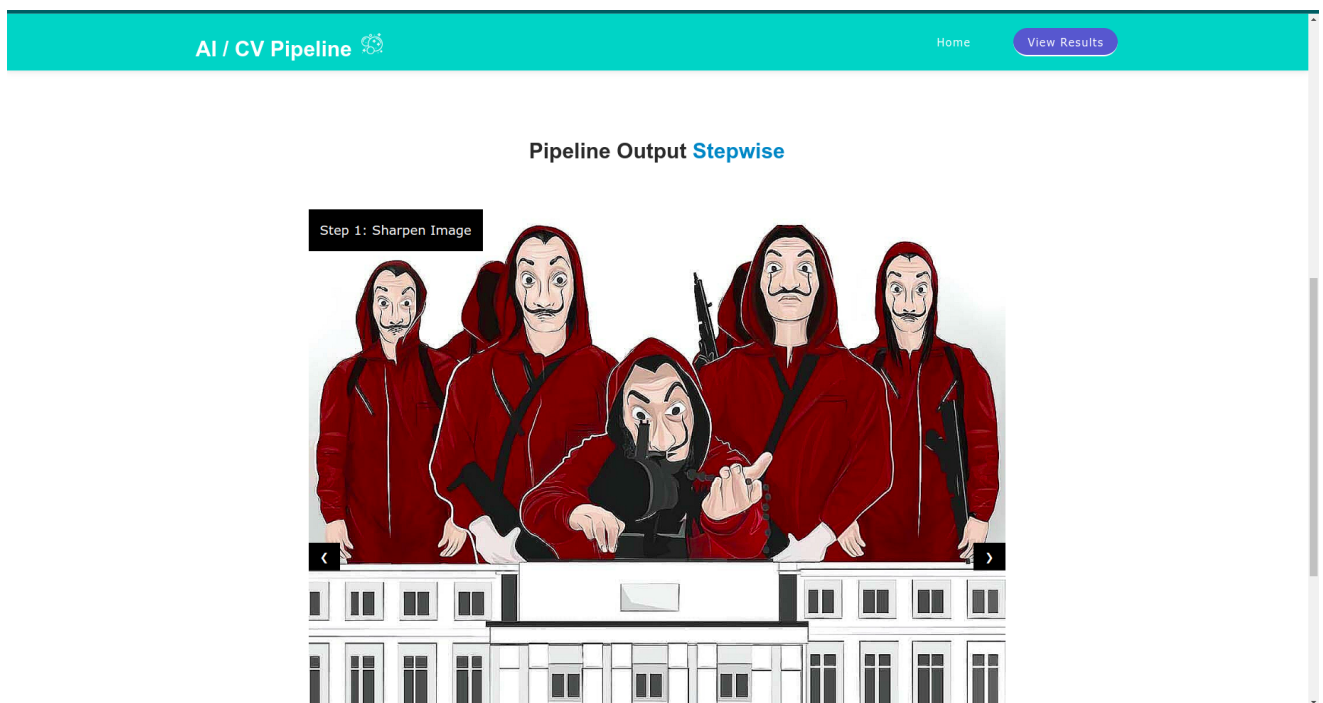 AI / CV Pipeline
Home
View Results
Pipeline Output Stepwise
Step 1: Sharpen Image
❮
❯